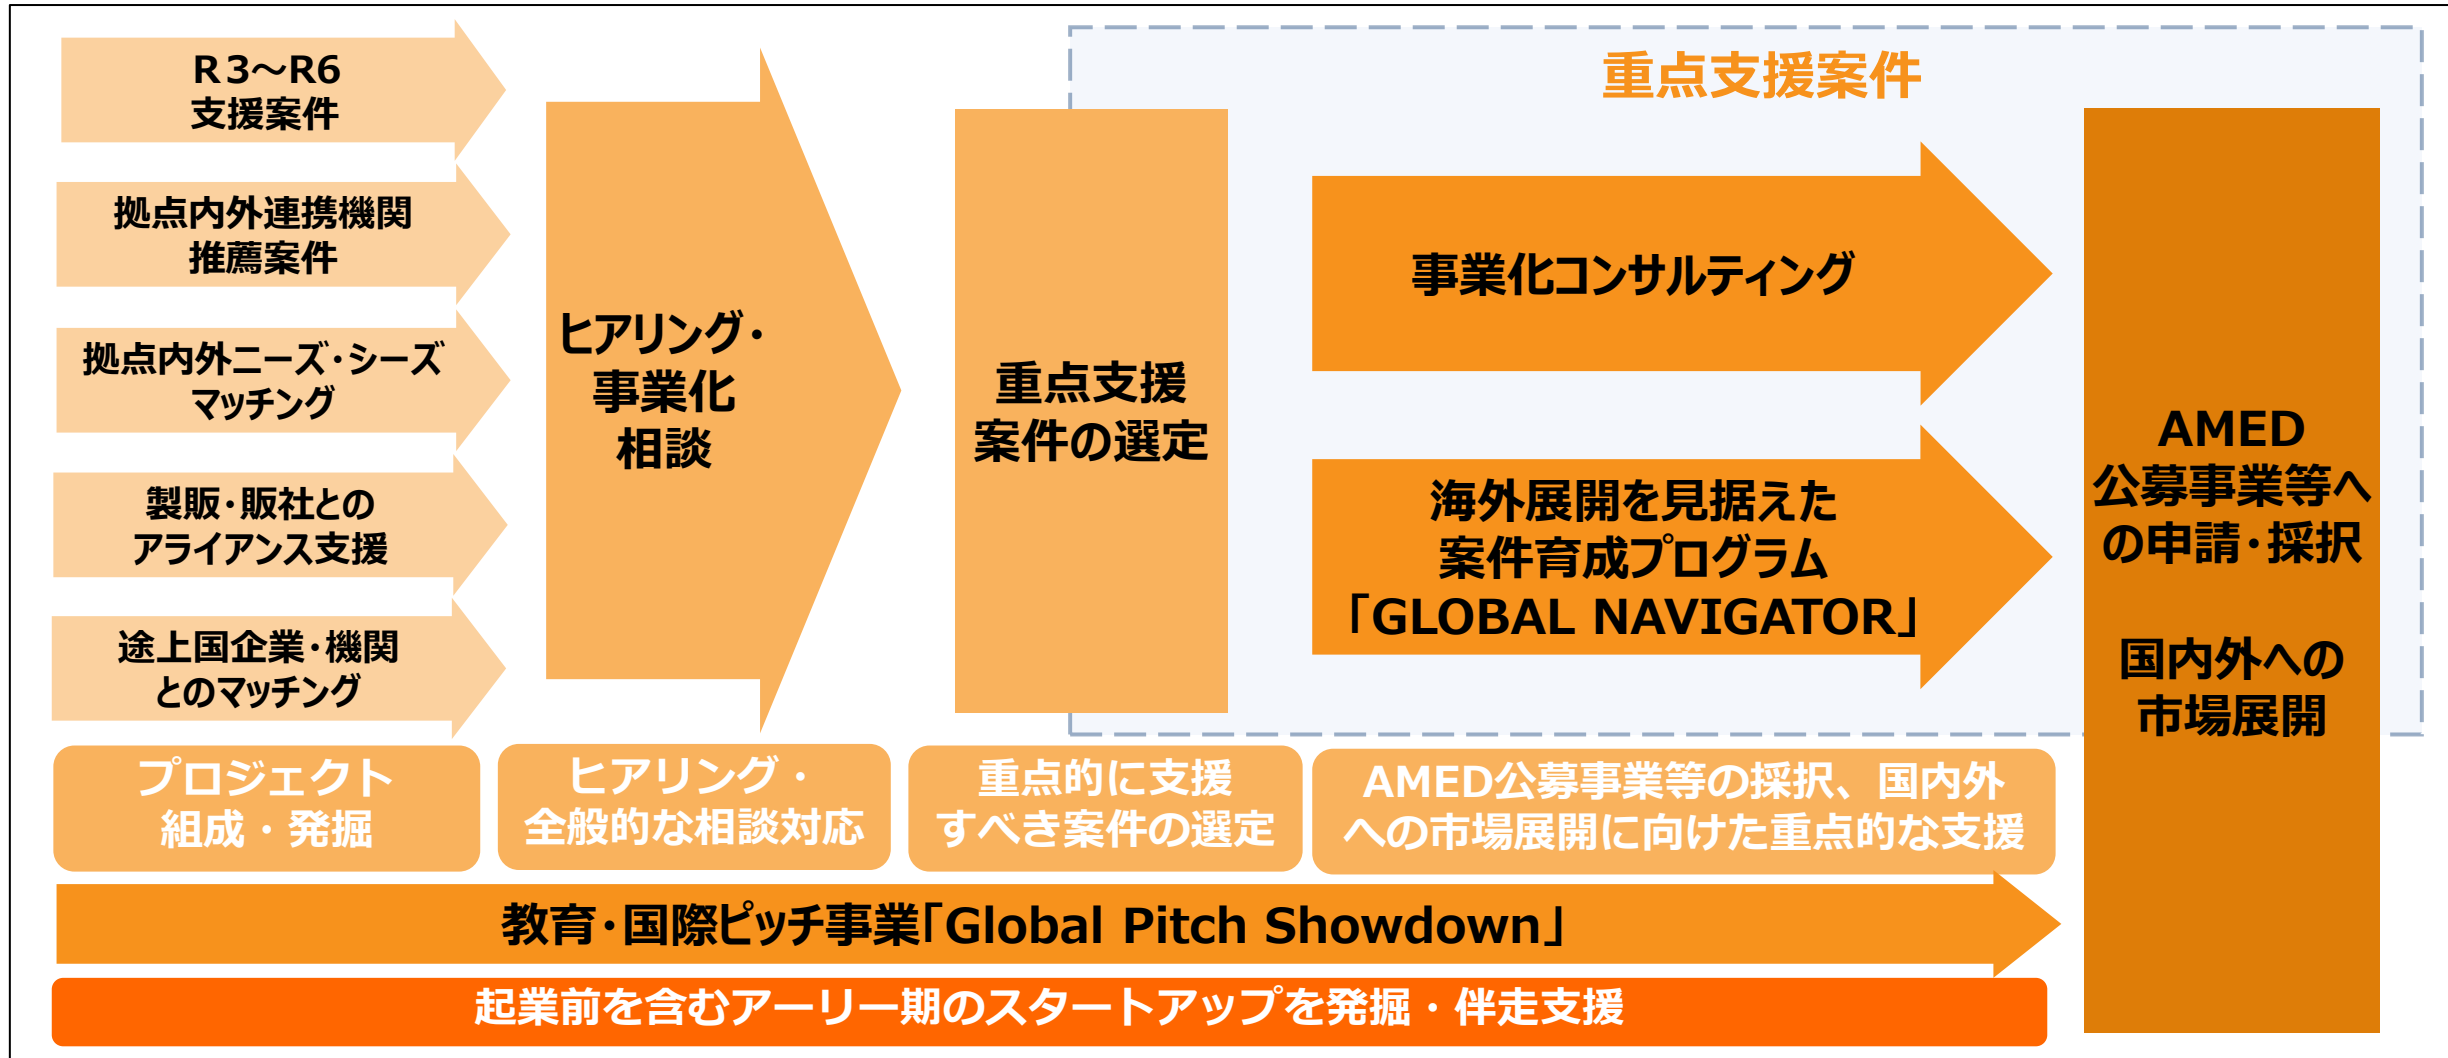 R3～R6
支援案件
拠点内外連携機関
推薦案件
拠点内外ニーズ・シーズ
マッチング
製販・販社との
アライアンス支援
途上国企業・機関
とのマッチング
ヒアリング・
事業化
相談
重点支援
案件の選定
重点支援案件
事業化コンサルティング
海外展開を見据えた
案件育成プログラム
「GLOBAL NAVIGATOR」
AMED
公募事業等へ
の申請・採択
国内外への
市場展開
プロジェクト
組成・発掘
ヒアリング・
全般的な相談対応
重点的に支援
すべき案件の選定
AMED公募事業等の採択、国内外
への市場展開に向けた重点的な支援
教育・国際ピッチ事業「Global Pitch Showdown」
起業前を含むアーリー期のスタートアップを発掘・伴走支援